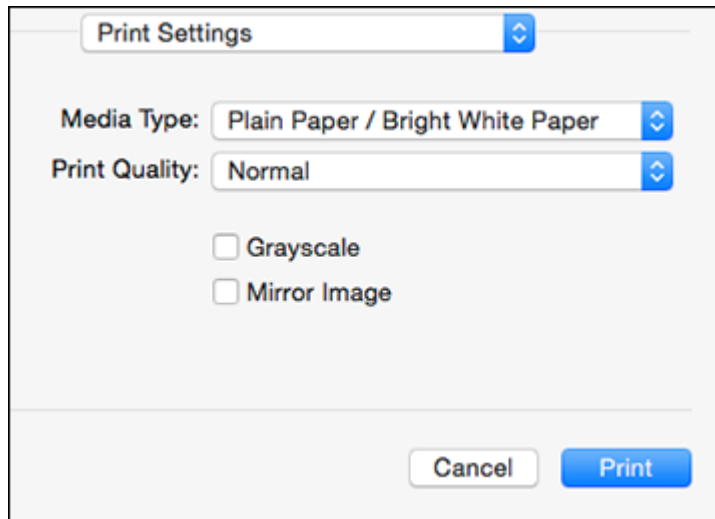 Print Settings
Media Type: Plain Paper / Bright White Paper
Print Quality: Normal
Grayscale
Mirror Image
Cancel Print